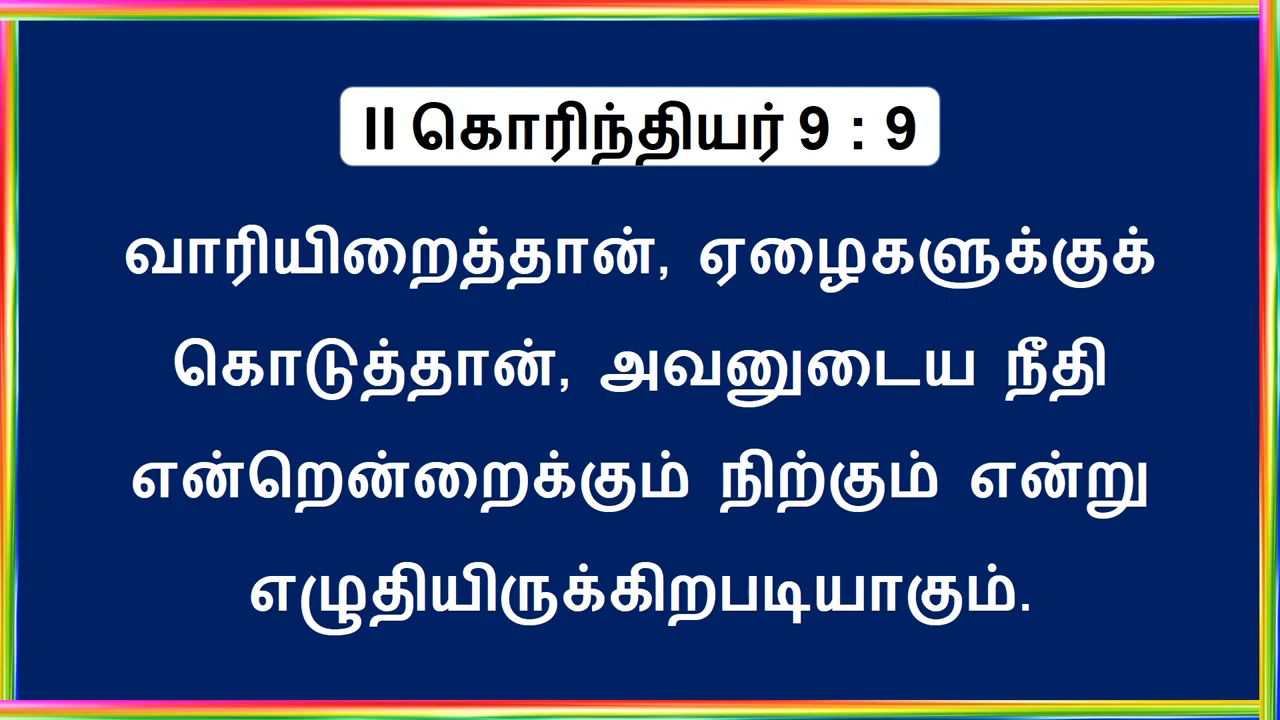 II கொரிந்தியர் 9 : 9
வாரியிறைத்தான், ஏழைகளுக்குக்
கொடுத்தான், அவனுடைய நீதி
என்றென்றைக்கும் நிற்கும் என்று
எழுதியிருக்கிறபடியாகும்.